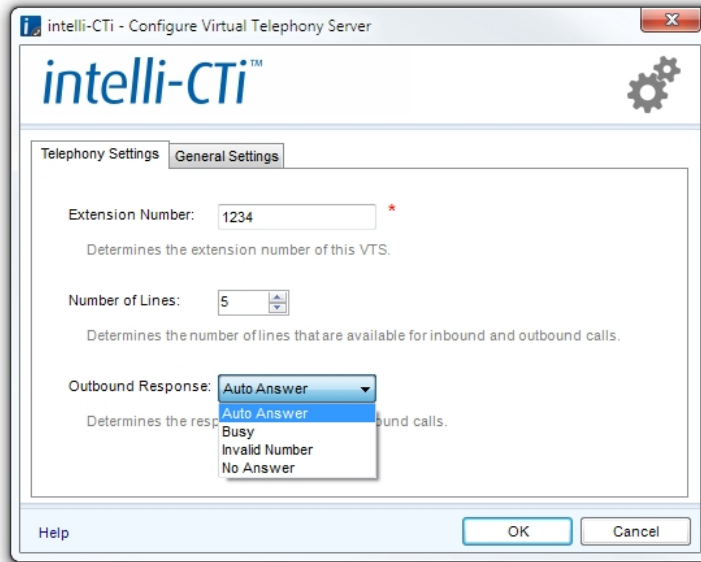 intelli-CTi - Configure Virtual Telephony Server
intelli-CTi™
Telephony Settings
General Settings
Extension Number: 1234 *
Determines the extension number of this VTS.
Number of Lines: 5
Determines the number of lines that are available for inbound and outbound calls.
Outbound Response: Auto Answer
Auto Answer
Determines the resp ound calls.
Busy
Invalid Number
No Answer
Help
OK
Cancel